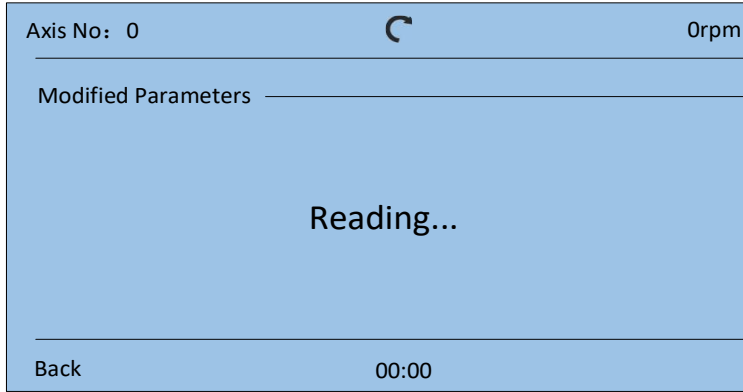 Axis No：0 0rpm
Modified Parameters
Reading...
Back 00:00